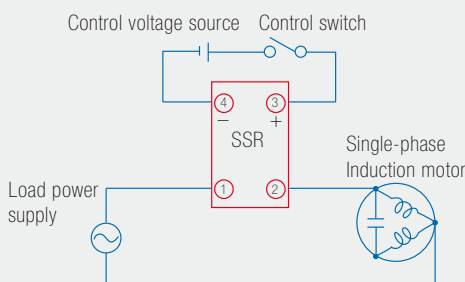 Control voltage source
Control switch
4
3
−
+
SSR
1
2
Single-phase
Induction motor
Load power
supply